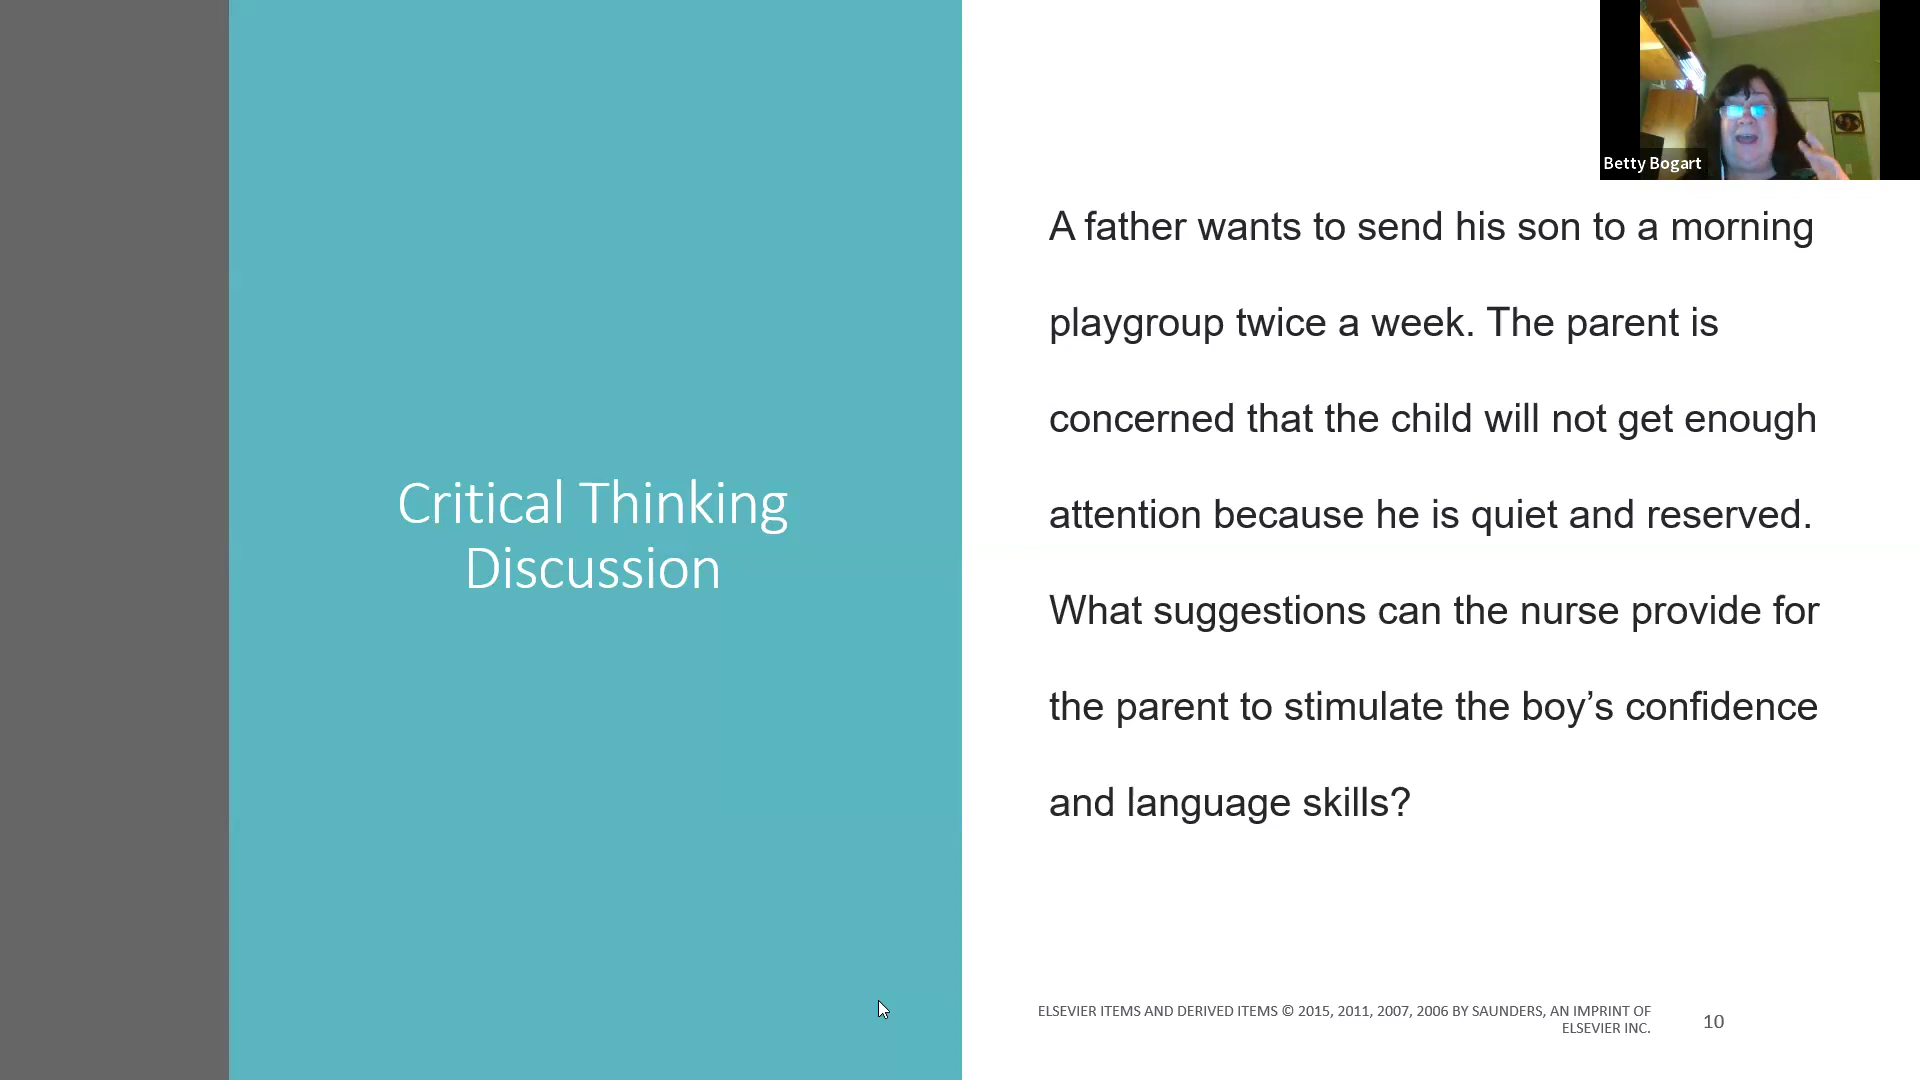 Betty Bogart
Critical Thinking
Discussion
A father wants to send his son to a morning
playgroup twice a week. The parent is
concerned that the child will not get enough
attention because he is quiet and reserved.
What suggestions can the nurse provide for
the parent to stimulate the boy’s confidence
and language skills?
ELSEVIER ITEMS AND DERIVED ITEMS © 2015, 2011, 2007, 2006 BY SAUNDERS, AN IMPRINT OF
ELSEVIER INC.
10